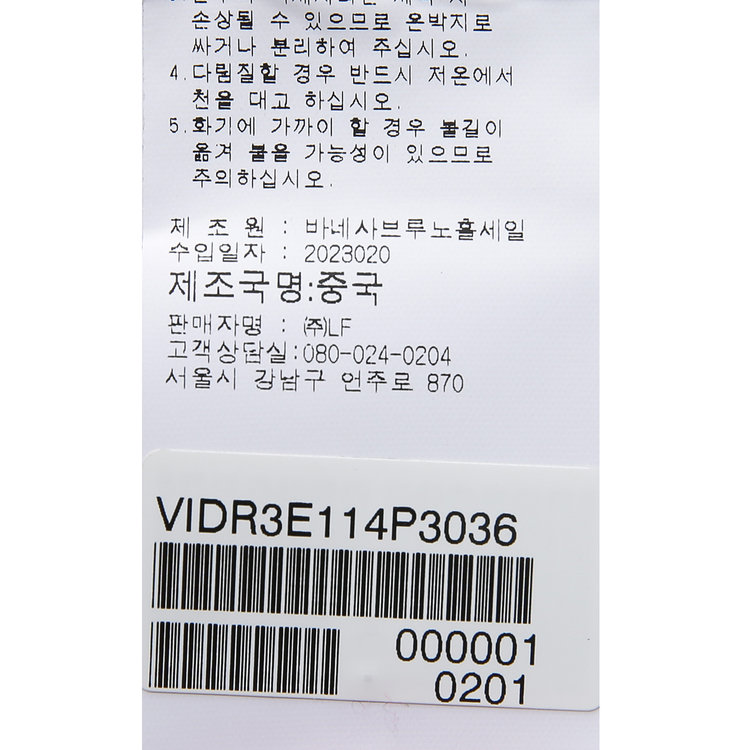 손상될 수 있으므로 은박지로
싸거나 분리하여 주십시오.
4.다림질할 경우 반드시 저온에서
천을 대고 하십시오.
5.화기에 가까이 할 경우 불길이
옮겨 붙을 가능성이 있으므로
주의하십시오.
제 조 원 : 바네사브루노홀세일
수입일자 : 2023020
제조국명:중국
판매자명 : ㈜LF
고객상담실:080-024-0204
서울시 강남구 언주로 870
VIDR3E114P3036
000001
0201